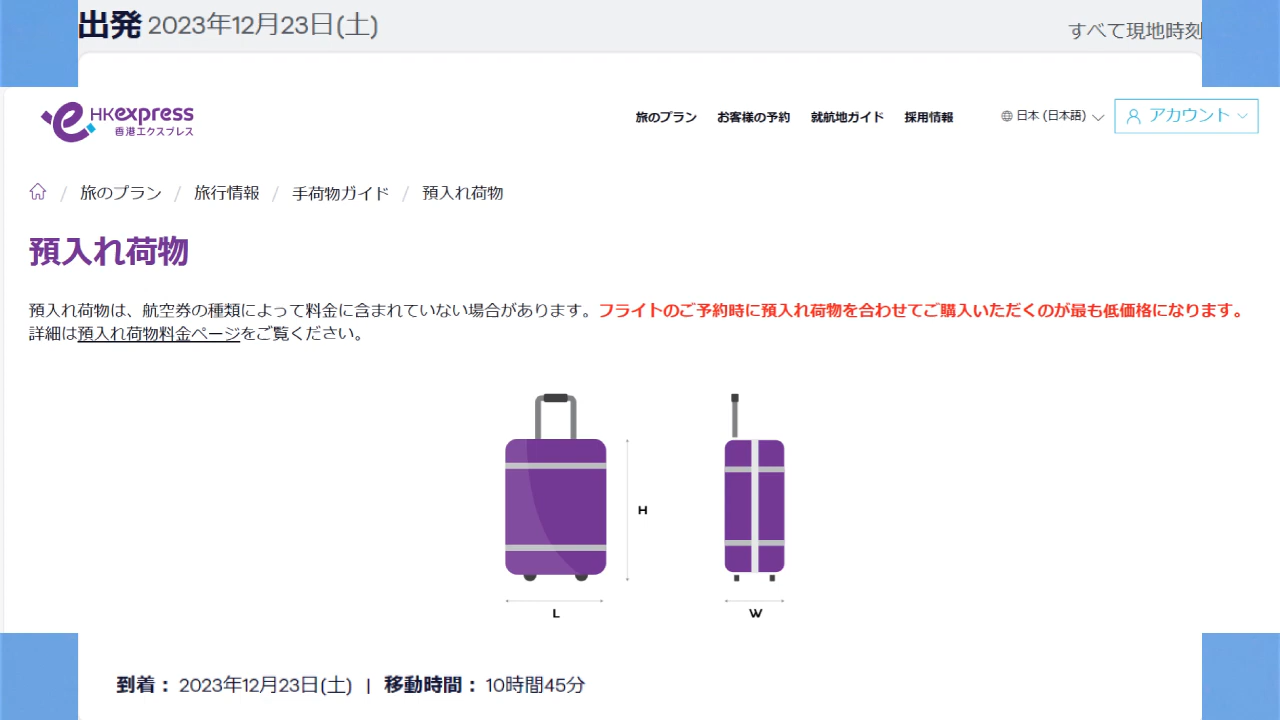 出発 2023年12月23日(土)
すべて現地時刻
HKexpress
香港エクスプレス
旅のプラン お客様の予約 就航地ガイド 採用情報 日本 (日本語) アカウント
/ 旅のプラン / 旅行情報 / 手荷物ガイド / 預入れ荷物
預入れ荷物
預入れ荷物は、航空券の種類によって料金に含まれていない場合があります。フライトのご予約時に預入れ荷物を合わせてご購入いただくのが最も低価格になります。
詳細は預入れ荷物料金ページをご覧ください。
H
L
W
到着： 2023年12月23日(土) | 移動時間： 10時間45分